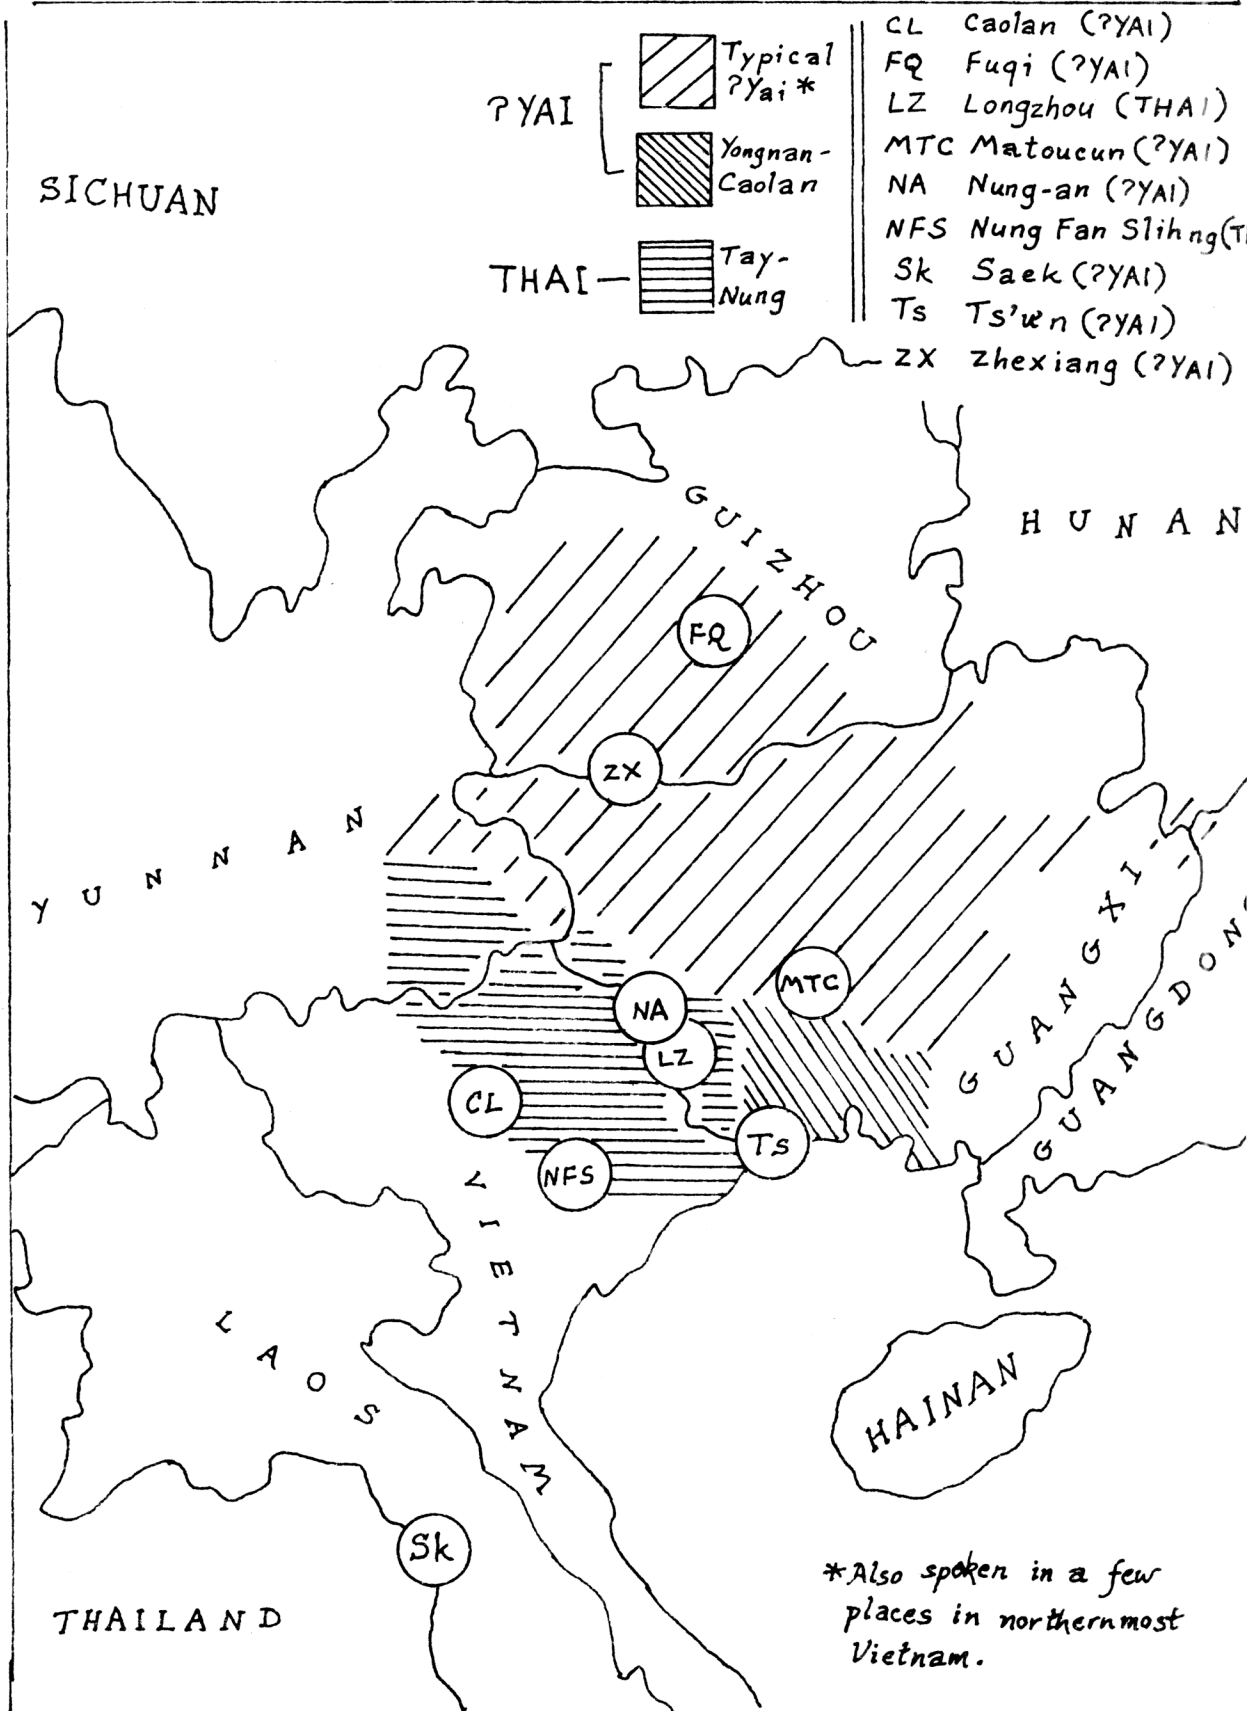 ?YAI
Typical
?Yai*
Yongnan-
Caolan
THAI
Tay-
Nung
CL Caolan (?YAI)
FQ Fuqi (?YAI)
LZ Longzhou (THAI)
MTC Matoucun (?YAI)
NA Nung-an (?YAI)
NFS Nung Fan Slihng (T
Sk Saek (?YAI)
Ts Ts'ɯn (?YAI)
ZX Zhexiang (?YAI)
SICHUAN
GUIZHOU
HUNAN
FQ
ZX
YUNNAN
GUANGXI
GUANGDON
MTC
NA
LZ
CL
TS
NFS
VIETNAM
LAOS
HAINAN
Sk
THAILAND
*Also spoken in a few
places in northernmost
Vietnam.